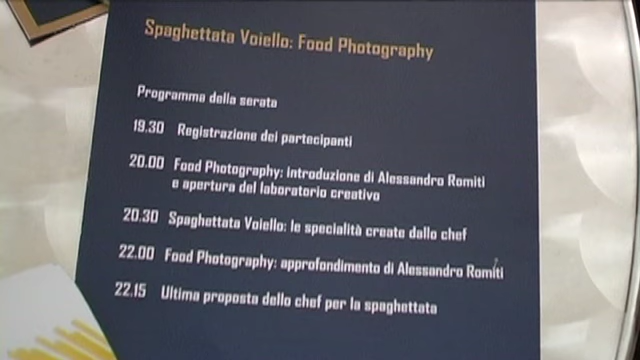 Spaghettata Voiello: Food Photography
Programma della serata
19.30 Registrazione dei partecipanti
20.00 Food Photography: introduzione di Alessandro Romiti
e apertura del laboratorio creativo
20.30 Spaghettata Voiello: le specialità create dallo chef
22.00 Food Photography: approfondimento di Alessandro Romiti
22.15 Ultima proposta dello chef per la spaghettata